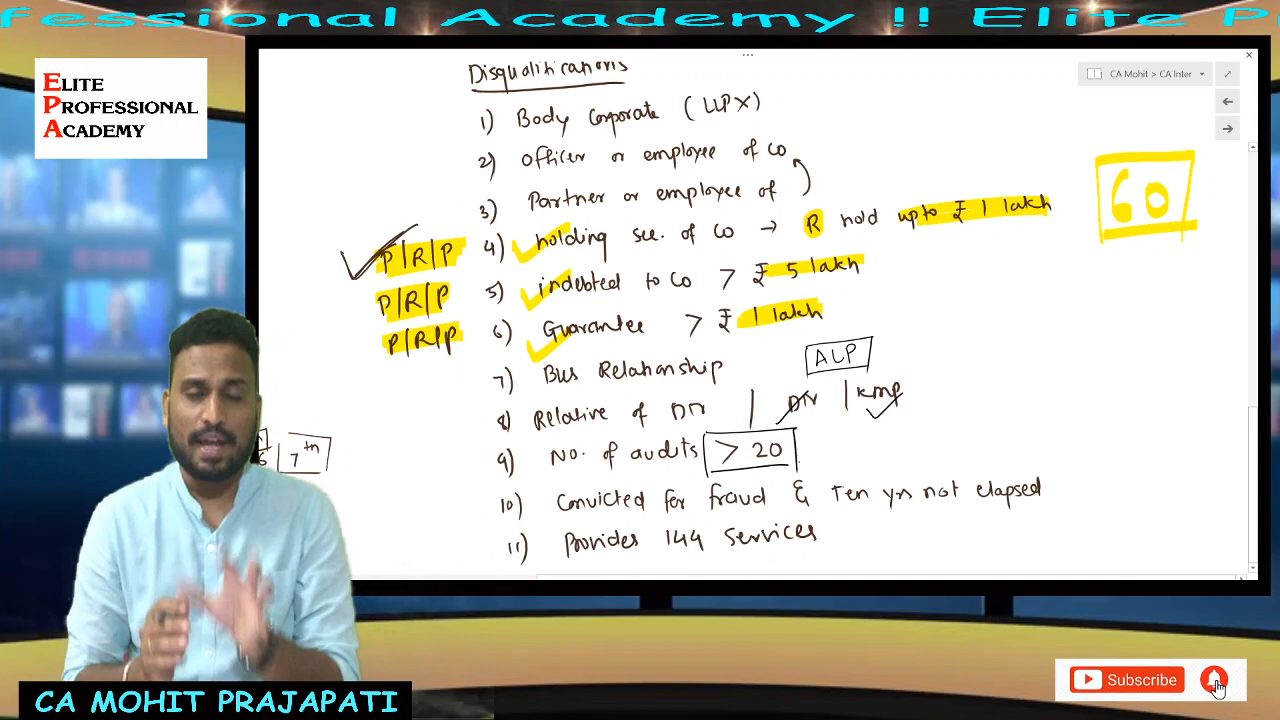 fessional Academy !! Elite P
ELITE
PROFESSIONAL
ACADEMY
CA Mohit > CA Inter
Disqualifications
1) Body Corporate (LLP X)
2) Officer or employee of Co
3) Partner or employee of
P/R/P 4) holding sec. of Co → R hold upto ₹ 1 lakh
P/R/P 5) indebted to Co > ₹ 5 lakh
P/R/P 6) Guarantee > ₹ 1 lakh
60
7) Bus Relationship ALP
8) Relative of Dir | Dir | KMP
9) No. of audits > 20
7th
10) Convicted for fraud & Ten yrs not elapsed
11) Provides 144 services
Subscribe
CA MOHIT PRAJAPATI